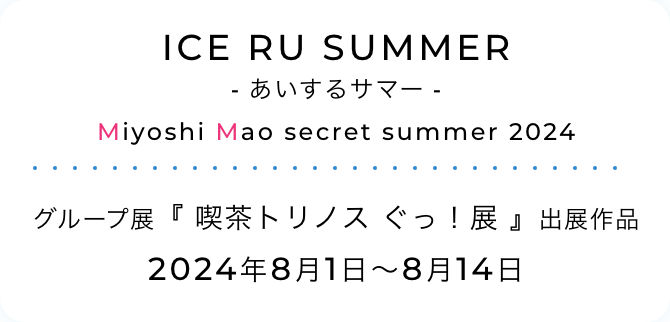 ICE RU SUMMER
- あいするサマー -
Miyoshi Mao secret summer 2024
グループ展『 喫茶トリノス ぐっ！展 』出展作品
2024年8月1日〜8月14日